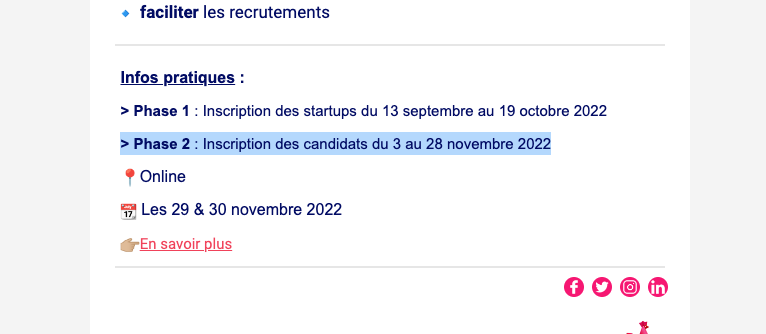 faciliter les recrutements
Infos pratiques :
> Phase 1 : Inscription des startups du 13 septembre au 19 octobre 2022
> Phase 2 : Inscription des candidats du 3 au 28 novembre 2022
Online
Les 29 & 30 novembre 2022
En savoir plus